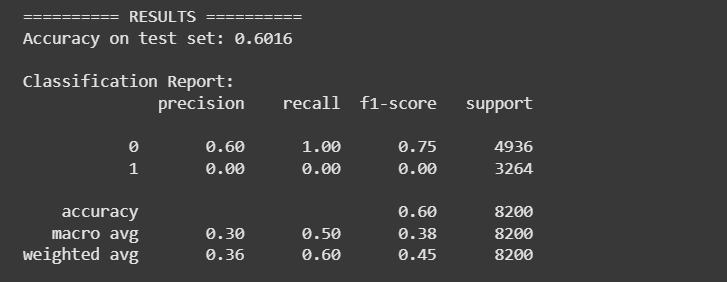 ========== RESULTS ==========
Accuracy on test set: 0.6016
Classification Report:
precision recall f1-score support
0 0.60 1.00 0.75 4936
1 0.00 0.00 0.00 3264
accuracy 0.60 8200
macro avg 0.30 0.50 0.38 8200
weighted avg 0.36 0.60 0.45 8200